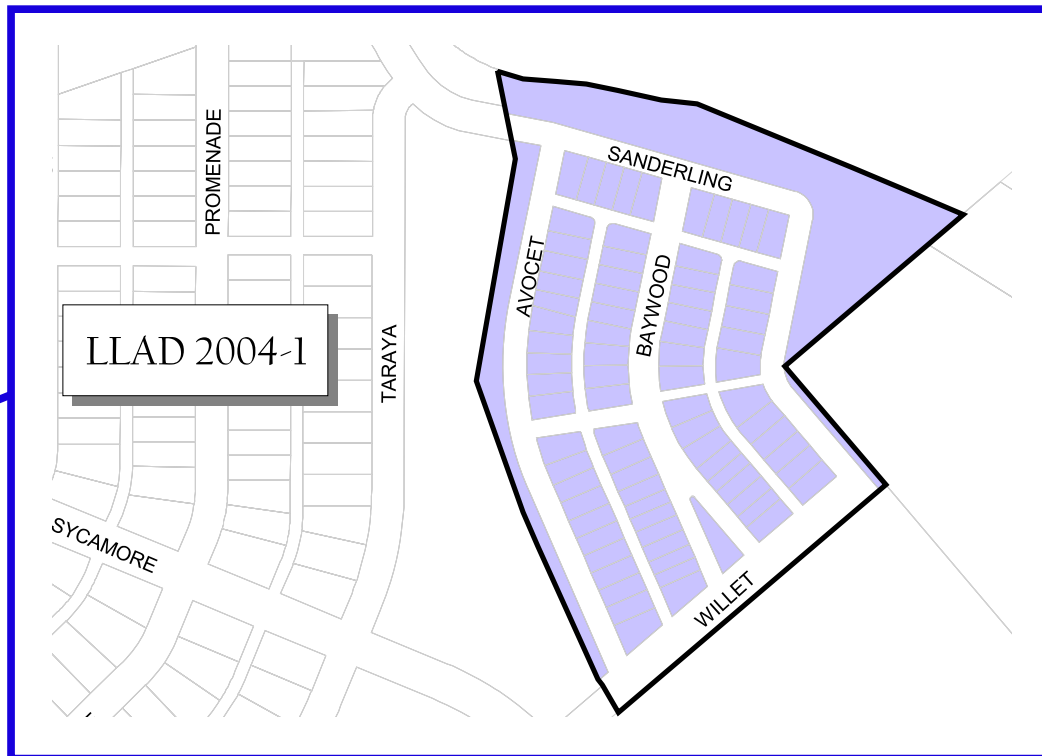 PROMENADE
SANDERLING
AVOCET
BAYWOOD
LLAD 2004-1
TARAYA
SYCAMORE
WILLET